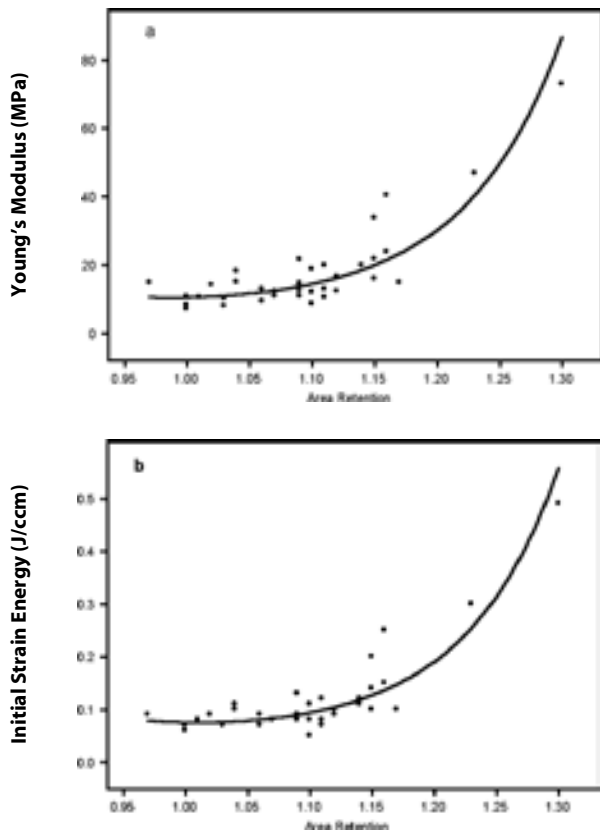 a
Young's Modulus (MPa)
80
60
40
20
0
0.95 1.00 1.05 1.10 1.15 1.20 1.25 1.30
Area Retention
b
Initial Strain Energy (J/ccm)
0.5
0.4
0.3
0.2
0.1
0.0
0.95 1.00 1.05 1.10 1.15 1.20 1.25 1.30
Area Retention